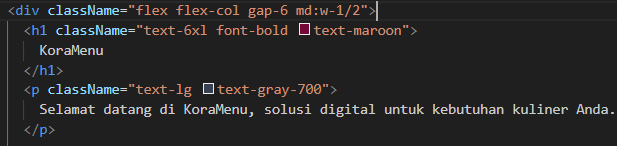 <div className="flex flex-col gap-6 md:w-1/2">
<h1 className="text-6xl font-bold text-maroon">
KoraMenu
</h1>
<p className="text-lg text-gray-700">
Selamat datang di KoraMenu, solusi digital untuk kebutuhan kuliner Anda.
</p>